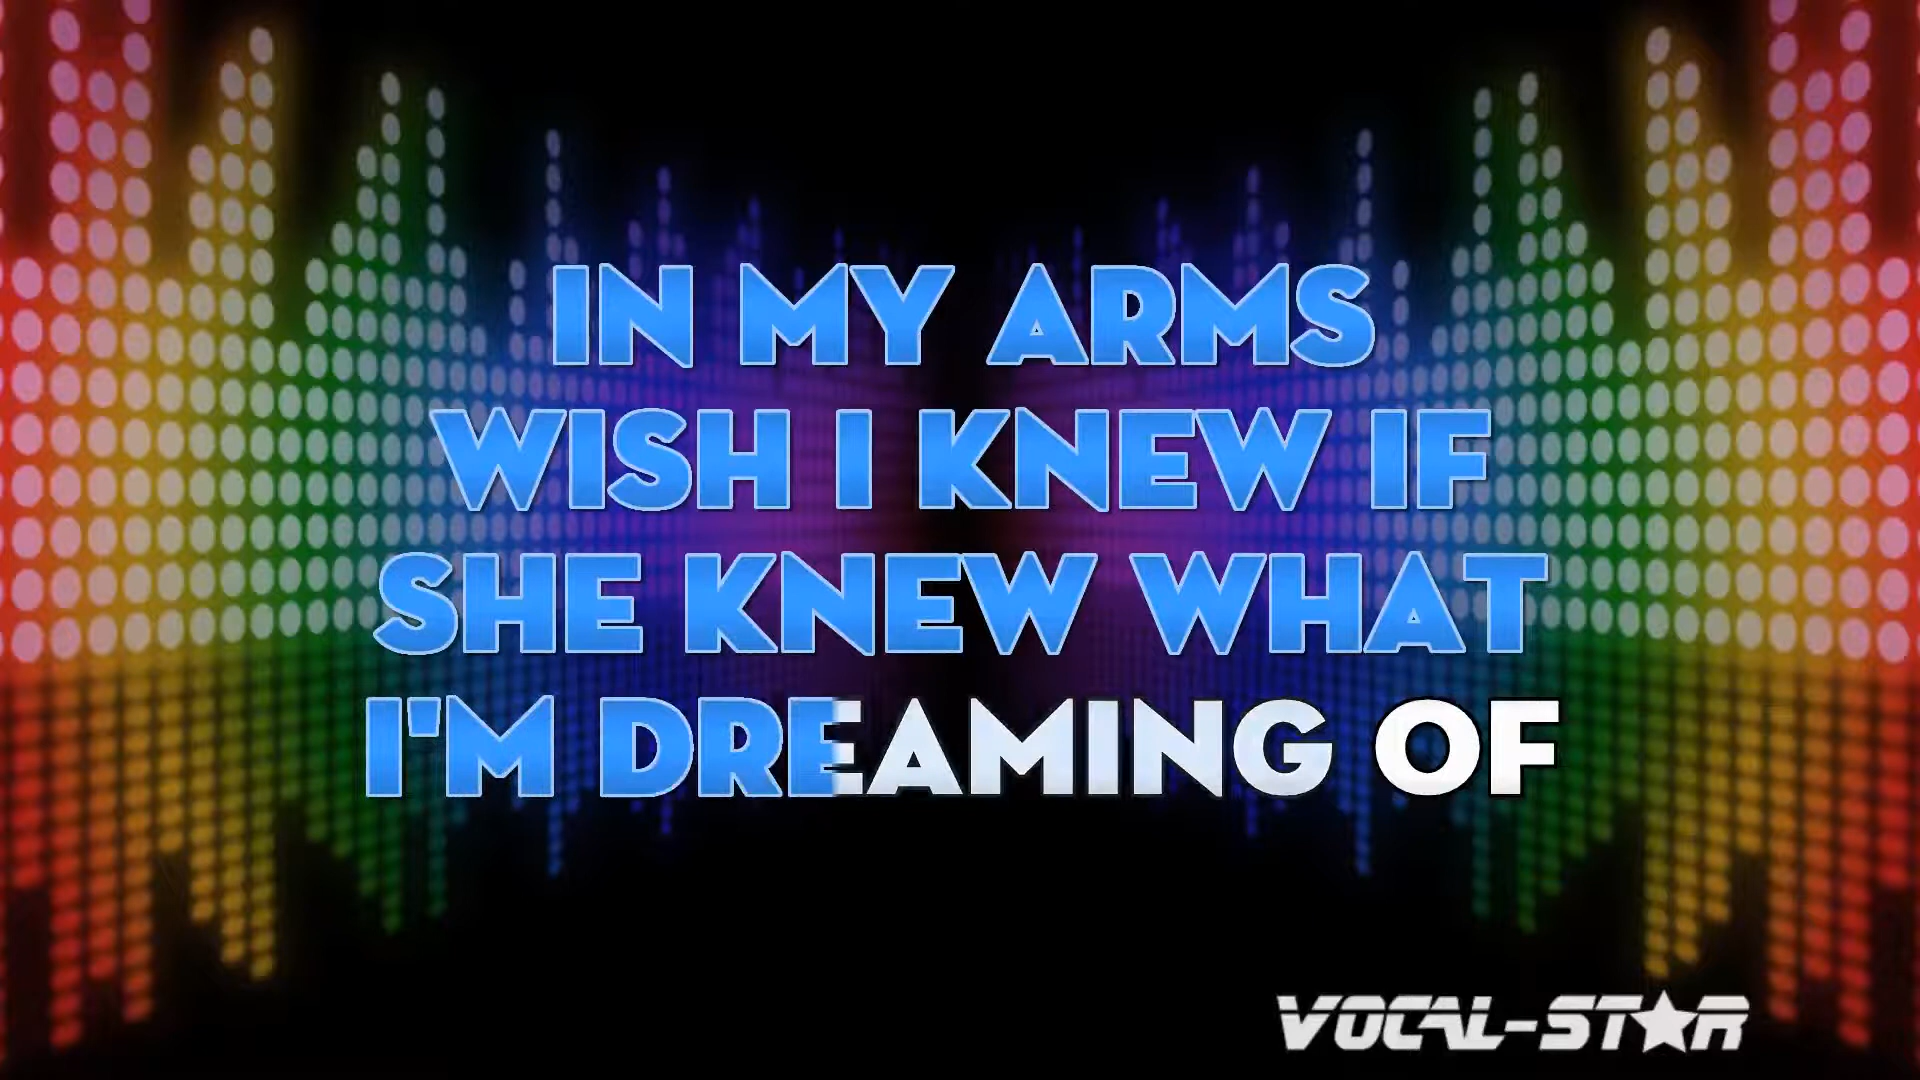 IN MY ARMS
WISH I KNEW IF
SHE KNEW WHAT
I'M DREAMING OF
VOCAL-STAR